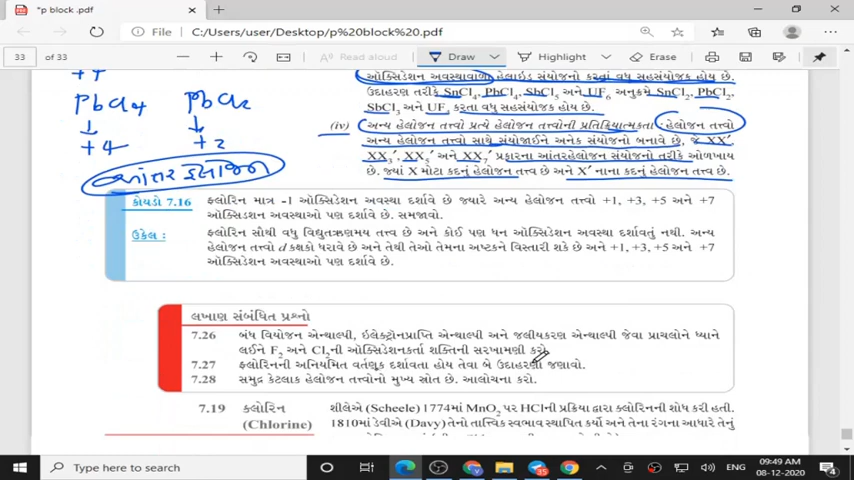 p block .pdf
File
C:/Users/user/Desktop/p%20block%20.pdf
33 of 33
Read aloud
Draw
Highlight
Erase
ઓક્સિડેશન અવસ્થાવાળા હેલાઇડ સંયોજનો કરતાં વધુ સહસંયોજક હોય છે.
ઉદાહરણ તરીકે SnCl4, PbCl4, SbCl5 અને UF6 અનુક્રમે SnCl2, PbCl2,
SbCl3 અને UF4 કરતા વધુ સહસંયોજક હોય છે.
(iv) અન્ય હેલોજન તત્ત્વો પ્રત્યે હેલોજન તત્ત્વોની પ્રતિક્રિયાત્મકતા : હેલોજન તત્ત્વો
અન્ય હેલોજન તત્ત્વો સાથે સંયોજાઈને અનેક સંયોજનો બનાવે છે, જે XX′,
XX3′, XX5′ અને XX7′ પ્રકારના આંતરહેલોજન સંયોજનો તરીકે ઓળખાય
છે. જ્યાં X મોટા કદનું હેલોજન તત્ત્વ છે અને X′ નાના કદનું હેલોજન તત્ત્વ છે.
PbCl4 PbCl2
+4 +2
કોયડો 7.16 ફ્લોરિન માત્ર -1 ઓક્સિડેશન અવસ્થા દર્શાવે છે જ્યારે અન્ય હેલોજન તત્ત્વો +1, +3, +5 અને +7
ઓક્સિડેશન અવસ્થાઓ પણ દર્શાવે છે. સમજાવો.
ઉકેલ : ફ્લોરિન સૌથી વધુ વિદ્યુતઋણમય તત્ત્વ છે અને કોઈ પણ ધન ઓક્સિડેશન અવસ્થા દર્શાવતું નથી. અન્ય
હેલોજન તત્ત્વો d કક્ષકો ધરાવે છે અને તેથી તેઓ તેમના અષ્ટકને વિસ્તારી શકે છે અને +1, +3, +5 અને +7
ઓક્સિડેશન અવસ્થાઓ પણ દર્શાવે છે.
લખાણ સંબંધિત પ્રશ્નો
7.26 બંધ વિયોજન એન્થાલ્પી, ઇલેક્ટ્રોનપ્રાપ્તિ એન્થાલ્પી અને જલીયકરણ એન્થાલ્પી જેવા પ્રાચલોને ધ્યાને
લઈને F2 અને Cl2ની ઓક્સિડેશનકર્તા શક્તિની સરખામણી કરો.
7.27 ફ્લોરિનની અનિયમિત વર્તણૂક દર્શાવતા હોય તેવા બે ઉદાહરણો જણાવો.
7.28 સમુદ્ર કેટલાક હેલોજન તત્ત્વોનો મુખ્ય સ્રોત છે. આલોચના કરો.
7.19 ક્લોરિન શીલેએ (Scheele) 1774માં MnO2 પર HClની પ્રક્રિયા દ્વારા ક્લોરિનની શોધ કરી હતી.
(Chlorine) 1810માં ડેવીએ (Davy) તેનો તાત્ત્વિક સ્વભાવ સ્થાપિત કર્યો અને તેના રંગના આધારે તેનું
Type here to search
35
ENG
09:49 AM
08-12-2020
4